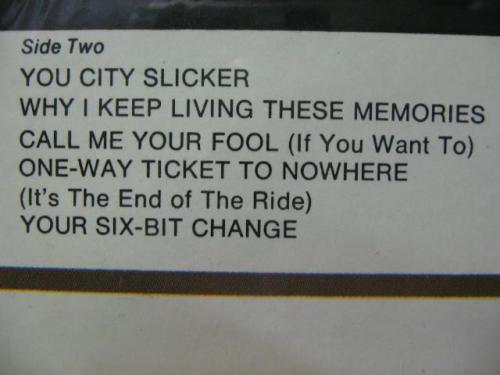 Side Two
YOU CITY SLICKER
WHY I KEEP LIVING THESE MEMORIES
CALL ME YOUR FOOL (If You Want To)
ONE-WAY TICKET TO NOWHERE
(It's The End of The Ride)
YOUR SIX-BIT CHANGE